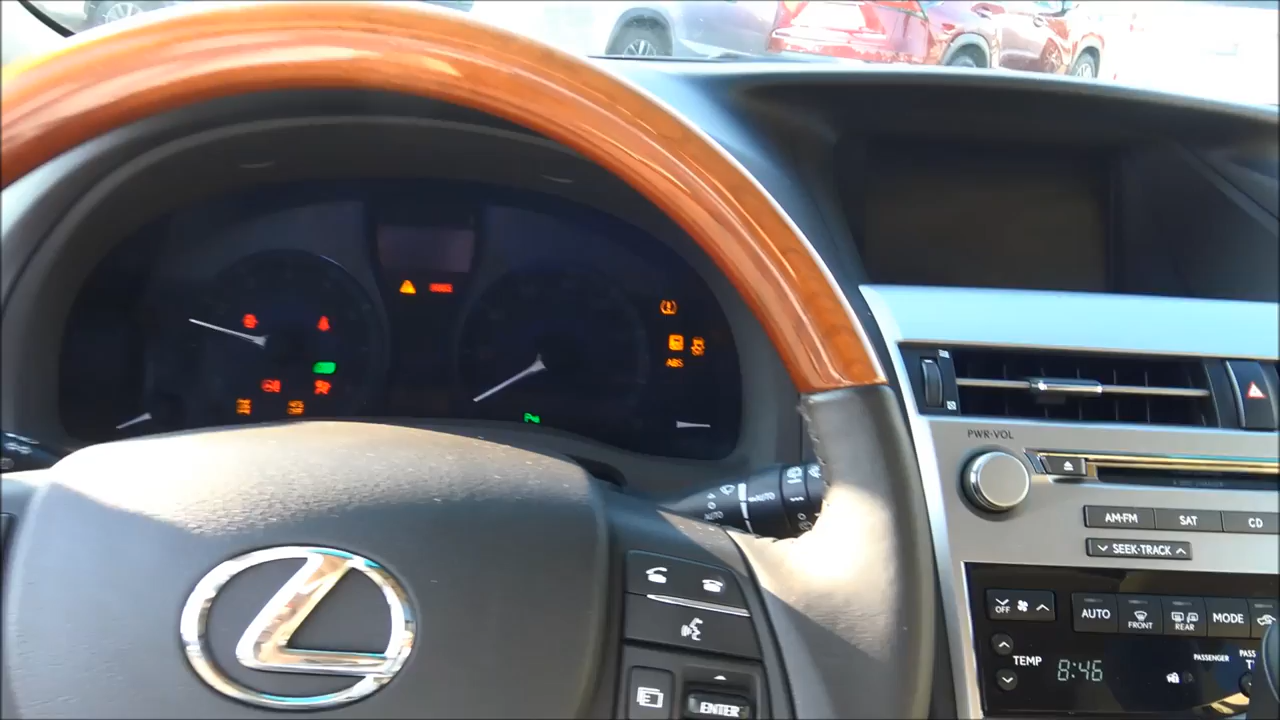 ABS
PWR·VOL
AUTO
AUTO
AM·FM
SAT
CD
SEEK·TRACK
OFF
AUTO
FRONT
REAR
MODE
TEMP
8:46
PASSENGER
ENTER